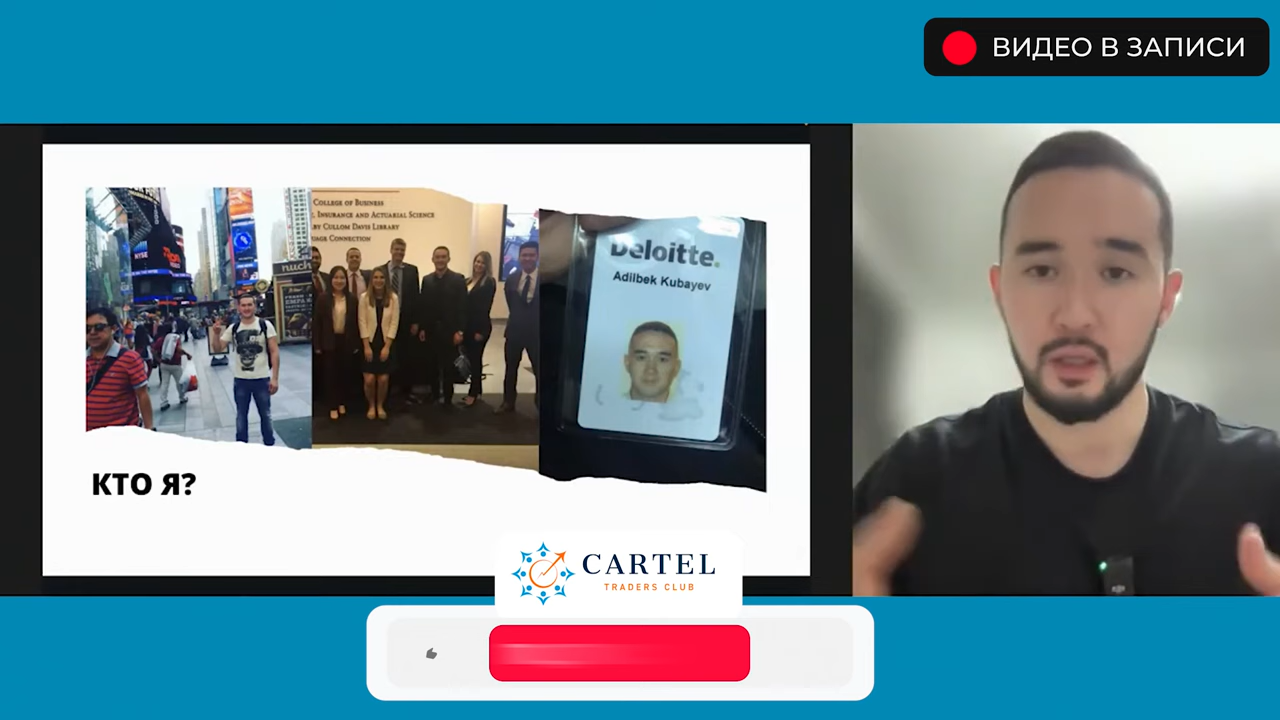 ВИДЕО В ЗАПИСИ
COLLEGE OF BUSINESS
INSURANCE AND ACTUARIAL SCIENCE
CULLOM DAVIS LIBRARY
CONNECTION
Deloitte.
Adilbek Kubayev
КТО Я?
CARTEL
TRADERS CLUB